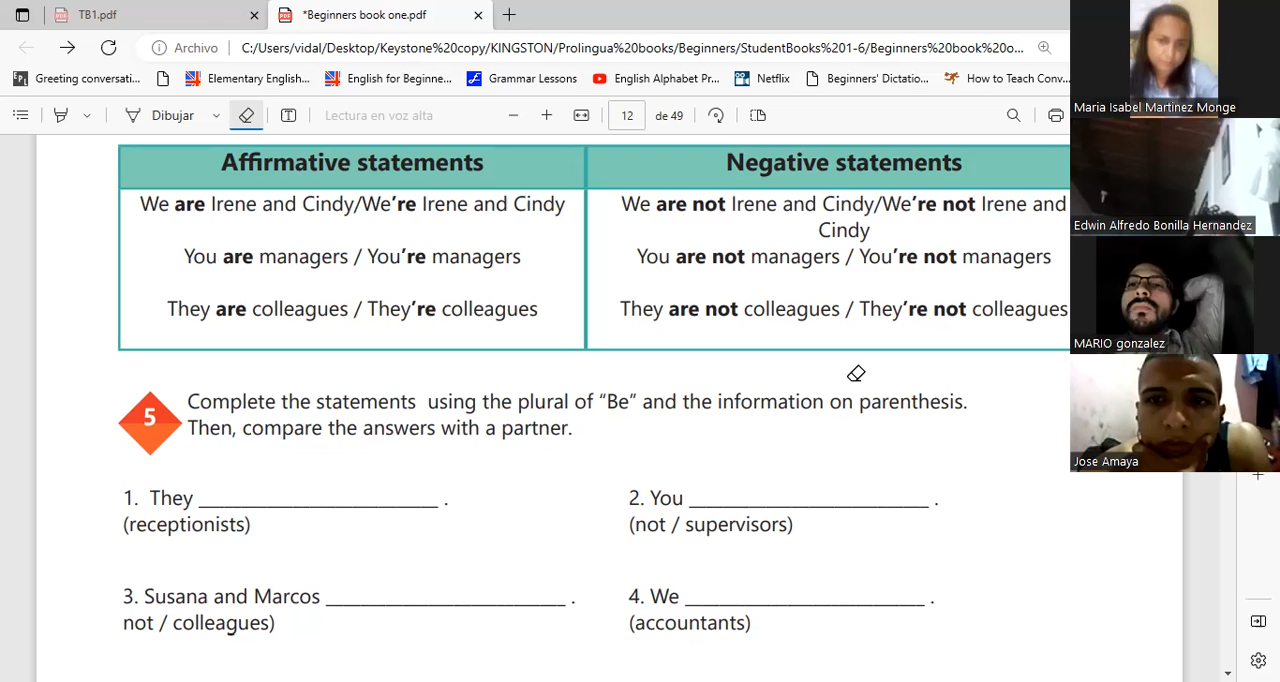 TB1.pdf
*Beginners book one.pdf
Archivo C:/Users/vidal/Desktop/Keystone%20copy/KINGSTON/Prolingua%20books/Beginners/StudentBooks%201-6/Beginners%20book%20o...
Greeting conversati... Elementary English... English for Beginne... Grammar Lessons English Alphabet Pr... Netflix Beginners' Dictatio... How to Teach Conv...
Dibujar Lectura en voz alta 12 de 49
Affirmative statements
We are Irene and Cindy/We're Irene and Cindy
You are managers / You're managers
They are colleagues / They're colleagues
Negative statements
We are not Irene and Cindy/We're not Irene and
Cindy
You are not managers / You're not managers
They are not colleagues / They're not colleagues
5
Complete the statements using the plural of “Be” and the information on parenthesis.
Then, compare the answers with a partner.
1. They ________________________ .
(receptionists)
2. You ________________________ .
(not / supervisors)
3. Susana and Marcos ________________________ .
not / colleagues)
4. We ________________________ .
(accountants)
Maria Isabel Martinez Monge
Edwin Alfredo Bonilla Hernandez
MARIO gonzalez
Jose Amaya